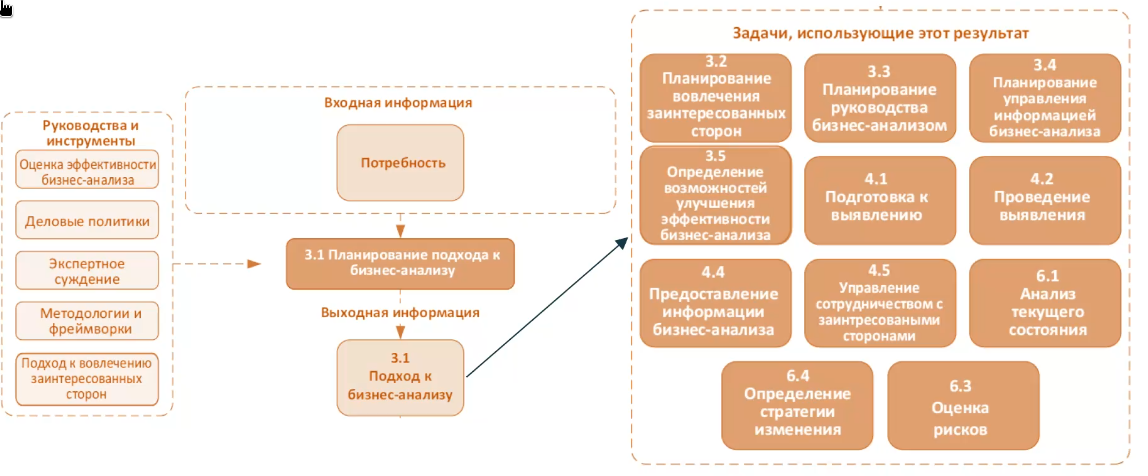 Руководства и
инструменты
Оценка эффективности
бизнес-анализа
Деловые политики
Экспертное
суждение
Методологии и
фреймворки
Подход к вовлечению
заинтересованных
сторон
Входная информация
Потребность
3.1 Планирование подхода к
бизнес-анализу
Выходная информация
3.1
Подход к
бизнес-анализу
Задачи, использующие этот результат
3.2
Планирование
вовлечения
заинтересованных
сторон
3.3
Планирование
руководства
бизнес-анализом
3.4
Планирование
управления
информацией
бизнес-анализа
3.5
Определение
возможностей
улучшения
эффективности
бизнес-анализа
4.1
Подготовка к
выявлению
4.2
Проведение
выявления
4.4
Предоставление
информации
бизнес-анализа
4.5
Управление
сотрудничеством с
заинтресоваными
сторонами
6.1
Анализ
текущего
состояния
6.4
Определение
стратегии
изменения
6.3
Оценка
рисков